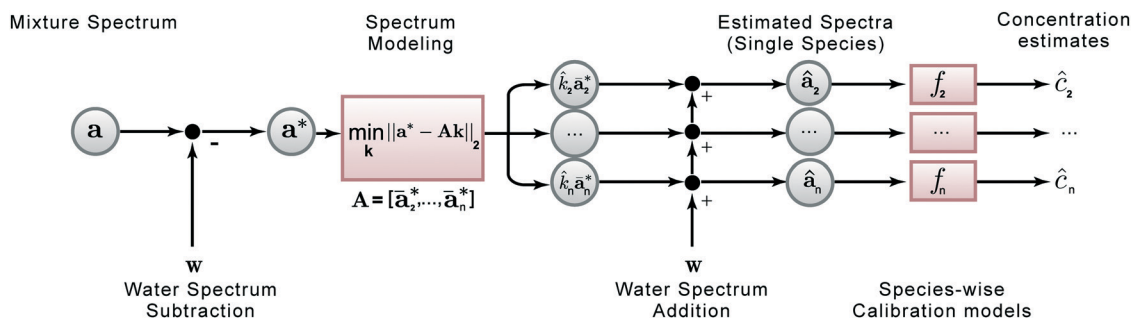 Mixture Spectrum
Spectrum
Modeling
Estimated Spectra
(Single Species)
Concentration
estimates
a
-
a*
min ||a* − Ak||₂
k
A = [ā₂*,..., āₙ*]
k̂₂ā₂*
+
â₂
f₂
ĉ₂
...
+
...
...
...
k̂ₙāₙ*
+
âₙ
fₙ
ĉₙ
w
Water Spectrum
Subtraction
w
Water Spectrum
Addition
Species-wise
Calibration models